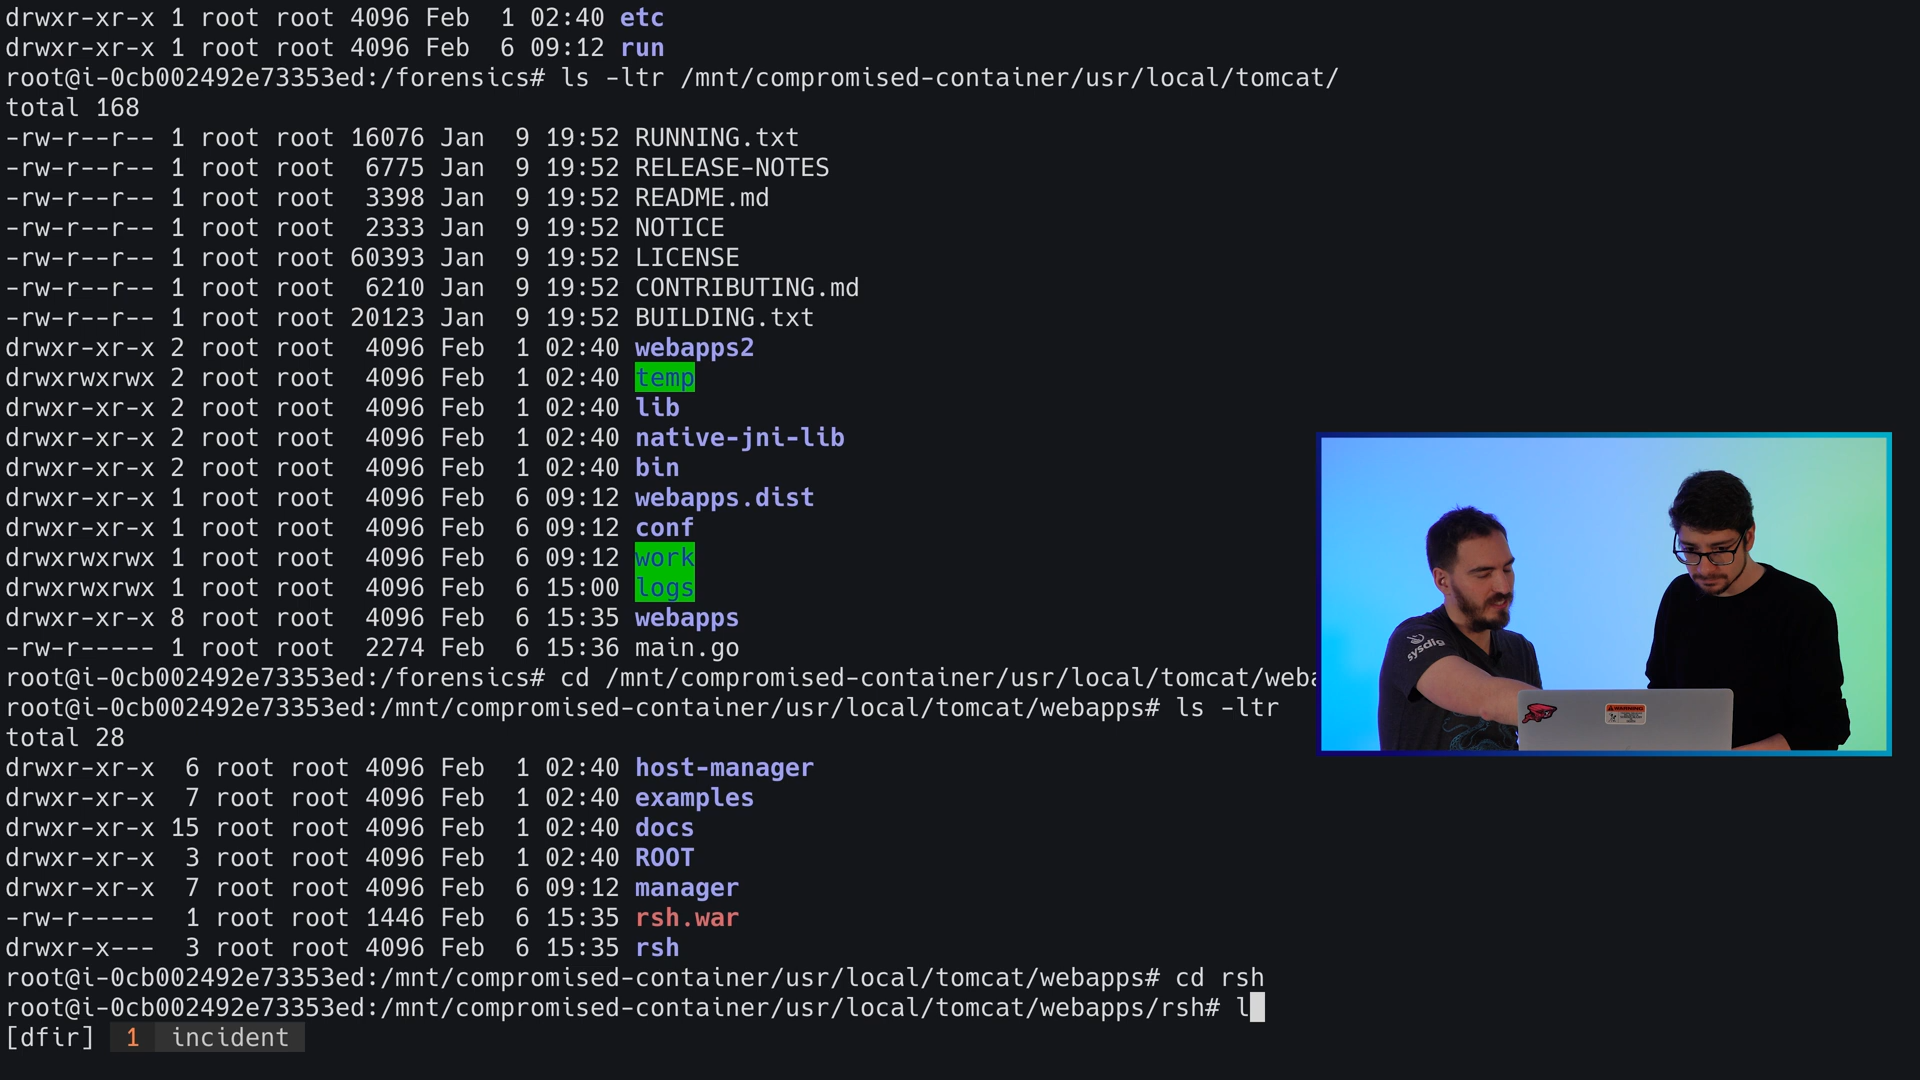 drwxr-xr-x 1 root root 4096 Feb  1 02:40 etc
drwxr-xr-x 1 root root 4096 Feb  6 09:12 run
root@i-0cb002492e73353ed:/forensics# ls -ltr /mnt/compromised-container/usr/local/tomcat/
total 168
-rw-r--r-- 1 root root 16076 Jan  9 19:52 RUNNING.txt
-rw-r--r-- 1 root root  6775 Jan  9 19:52 RELEASE-NOTES
-rw-r--r-- 1 root root  3398 Jan  9 19:52 README.md
-rw-r--r-- 1 root root  2333 Jan  9 19:52 NOTICE
-rw-r--r-- 1 root root 60393 Jan  9 19:52 LICENSE
-rw-r--r-- 1 root root  6210 Jan  9 19:52 CONTRIBUTING.md
-rw-r--r-- 1 root root 20123 Jan  9 19:52 BUILDING.txt
drwxr-xr-x 2 root root  4096 Feb  1 02:40 webapps2
drwxrwxrwx 2 root root  4096 Feb  1 02:40 temp
drwxr-xr-x 2 root root  4096 Feb  1 02:40 lib
drwxr-xr-x 2 root root  4096 Feb  1 02:40 native-jni-lib
drwxr-xr-x 2 root root  4096 Feb  1 02:40 bin
drwxr-xr-x 1 root root  4096 Feb  6 09:12 webapps.dist
drwxr-xr-x 1 root root  4096 Feb  6 09:12 conf
drwxrwxrwx 1 root root  4096 Feb  6 09:12 work
drwxrwxrwx 1 root root  4096 Feb  6 15:00 logs
drwxr-xr-x 8 root root  4096 Feb  6 15:35 webapps
-rw-r----- 1 root root  2274 Feb  6 15:36 main.go
root@i-0cb002492e73353ed:/forensics# cd /mnt/compromised-container/usr/local/tomcat/weba
root@i-0cb002492e73353ed:/mnt/compromised-container/usr/local/tomcat/webapps# ls -ltr
total 28
drwxr-xr-x  6 root root 4096 Feb  1 02:40 host-manager
drwxr-xr-x  7 root root 4096 Feb  1 02:40 examples
drwxr-xr-x 15 root root 4096 Feb  1 02:40 docs
drwxr-xr-x  3 root root 4096 Feb  1 02:40 ROOT
drwxr-xr-x  7 root root 4096 Feb  6 09:12 manager
-rw-r-----  1 root root 1446 Feb  6 15:35 rsh.war
drwxr-x---  3 root root 4096 Feb  6 15:35 rsh
root@i-0cb002492e73353ed:/mnt/compromised-container/usr/local/tomcat/webapps# cd rsh
root@i-0cb002492e73353ed:/mnt/compromised-container/usr/local/tomcat/webapps/rsh# l
[dfir] 1 incident
sysdig
WARNING